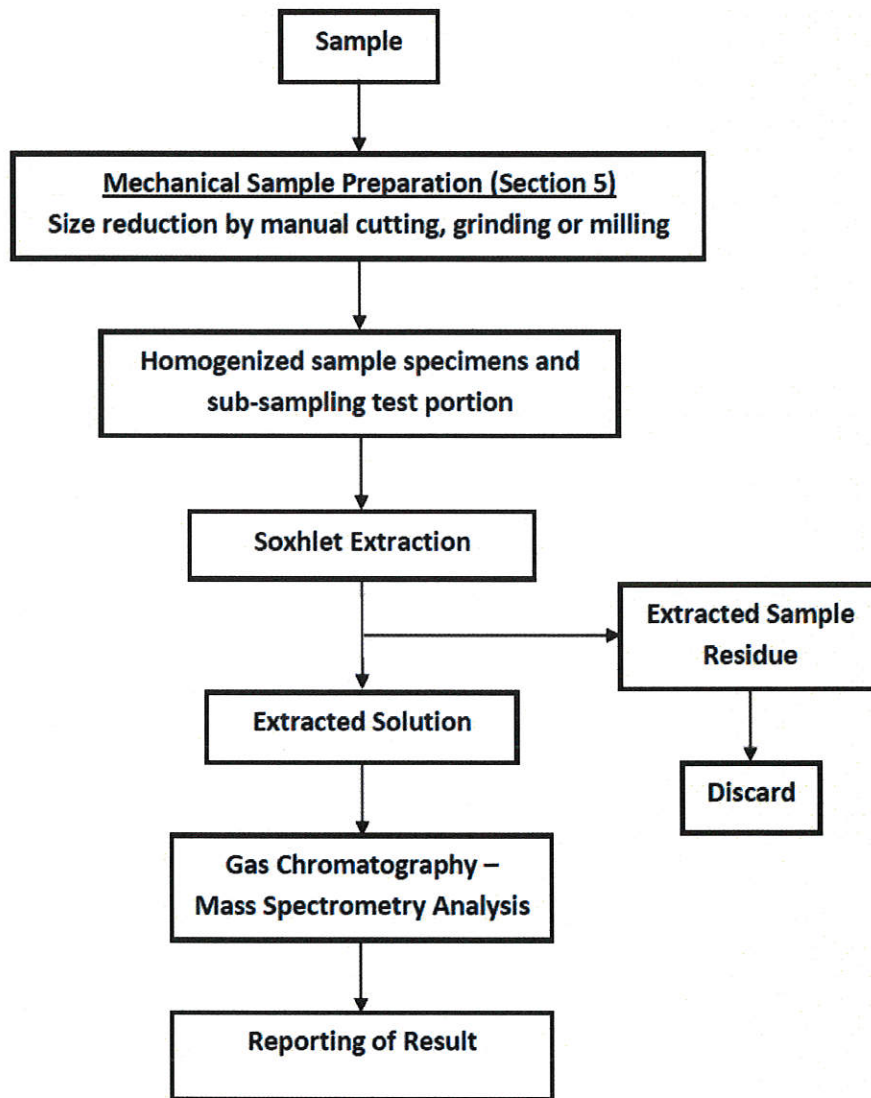 Sample
Mechanical Sample Preparation (Section 5)
Size reduction by manual cutting, grinding or milling
Homogenized sample specimens and
sub-sampling test portion
Soxhlet Extraction
Extracted Sample
Residue
Extracted Solution
Discard
Gas Chromatography –
Mass Spectrometry Analysis
Reporting of Result